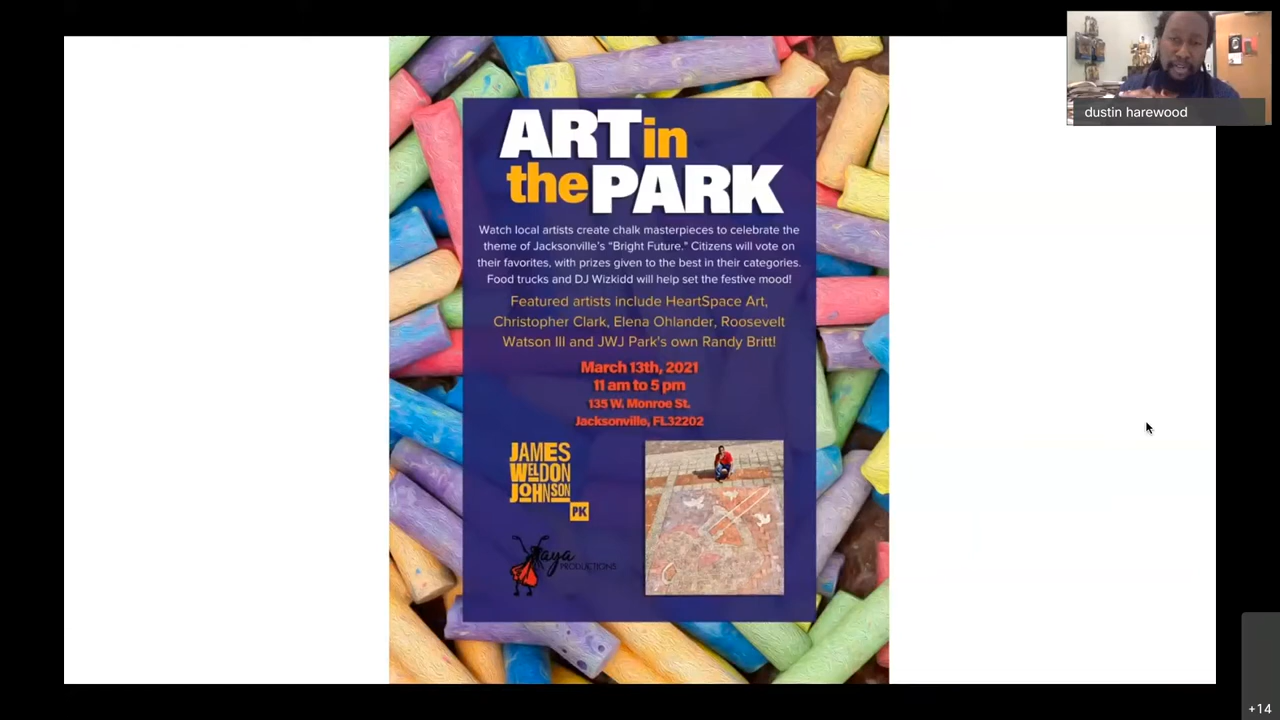 ART in
the PARK
Watch local artists create chalk masterpieces to celebrate the
theme of Jacksonville's “Bright Future.” Citizens will vote on
their favorites, with prizes given to the best in their categories.
Food trucks and DJ Wizkidd will help set the festive mood!
Featured artists include HeartSpace Art,
Christopher Clark, Elena Ohlander, Roosevelt
Watson III and JWJ Park's own Randy Britt!
March 13th, 2021
11 am to 5 pm
135 W. Monroe St.
Jacksonville, FL32202
JAMES
WELDON
JOHNSON
PK
PRODUCTIONS
dustin harewood
+14